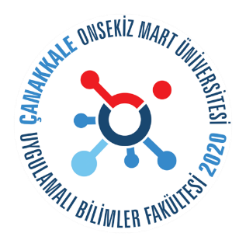 ÇANAKKALE ONSEKİZ MART ÜNİVERSİTESİ
UYGULAMALI BİLİMLER FAKÜLTESİ 2020